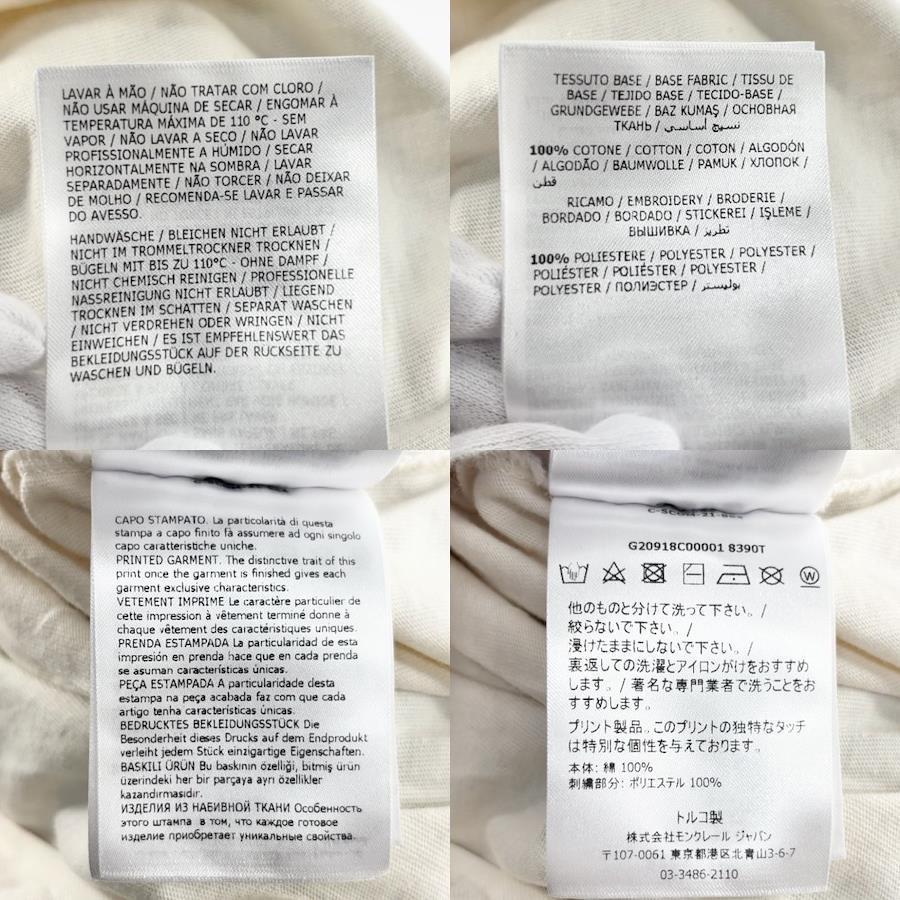 LAVAR À MÃO / NÃO TRATAR COM CLORO /
NÃO USAR MÁQUINA DE SECAR / ENGOMAR À
TEMPERATURA MÁXIMA DE 110 °C - SEM
VAPOR / NÃO LAVAR A SECO / NÃO LAVAR
PROFISSIONALMENTE A HÚMIDO / SECAR
HORIZONTALMENTE NA SOMBRA / LAVAR
SEPARADAMENTE / NÃO TORCER / NÃO DEIXAR
DE MOLHO / RECOMENDA-SE LAVAR E PASSAR
DO AVESSO.
HANDWÄSCHE / BLEICHEN NICHT ERLAUBT /
NICHT IM TROMMELTROCKNER TROCKNEN /
BÜGELN MIT BIS ZU 110°C - OHNE DAMPF /
NICHT CHEMISCH REINIGEN / PROFESSIONELLE
NASSREINIGUNG NICHT ERLAUBT / LIEGEND
TROCKNEN IM SCHATTEN / SEPARAT WASCHEN
/ NICHT VERDREHEN ODER WRINGEN / NICHT
EINWEICHEN / ES IST EMPFEHLENSWERT DAS
BEKLEIDUNGSSTÜCK AUF DER RÜCKSEITE ZU
WASCHEN UND BÜGELN.
TESSUTO BASE / BASE FABRIC / TISSU DE
BASE / TEJIDO BASE / TECIDO-BASE /
GRUNDGEWEBE / BAZ KUMAŞ / ОСНОВНАЯ
ТКАНЬ / نسيج أساسي
100% COTONE / COTTON / COTON / ALGODÓN
/ ALGODÃO / BAUMWOLLE / PAMUK / ХЛОПОК /
قطن
RICAMO / EMBROIDERY / BRODERIE /
BORDADO / BORDADO / STICKEREI / İŞLEME /
ВЫШИВКА / تطريز
100% POLIESTERE / POLYESTER / POLYESTER /
POLIÉSTER / POLIÉSTER / POLYESTER /
POLYESTER / ПОЛИЭСТЕР / بوليستر
CAPO STAMPATO. La particolarità di questa
stampa a capo finito fà assumere ad ogni singolo
capo caratteristiche uniche.
PRINTED GARMENT. The distinctive trait of this
print once the garment is finished gives each
garment exclusive characteristics.
VETEMENT IMPRIME Le caractère particulier de
cette impression à vêtement terminé donne à
chaque vêtement des caractéristiques uniques.
PRENDA ESTAMPADA La particularidad de esta
impresión en prenda hace que en cada prenda
se asuman características únicas.
PEÇA ESTAMPADA A particularidade desta
estampa na peça acabada faz com que cada
artigo tenha características únicas.
BEDRUCKTES BEKLEIDUNGSSTÜCK Die
Besonderheit dieses Drucks auf dem Endprodukt
verleiht jedem Stück einzigartige Eigenschaften.
BASKILI ÜRÜN Bu baskının özelliği, bitmiş ürün
üzerindeki her bir parçaya ayrı özellikler
kazandırmasıdır.
ИЗДЕЛИЯ ИЗ НАБИВНОЙ ТКАНИ Особенность
этого штампа в том, что каждое готовое
изделие приобретает уникальные свойства.
G20918C00001 8390T
W
他のものと分けて洗って下さい。/
絞らないで下さい。/
浸けたままにしないで下さい。/
裏返しての洗濯とアイロンがけをおすすめ
します。/ 著名な専門業者で洗うことをお
すすめします。
プリント製品。このプリントの独特なタッチ
は特別な個性を与えております。
本体: 綿 100%
刺繍部分: ポリエステル 100%
トルコ製
株式会社モンクレール ジャパン
〒107-0061 東京都港区北青山3-6-7
03-3486-2110